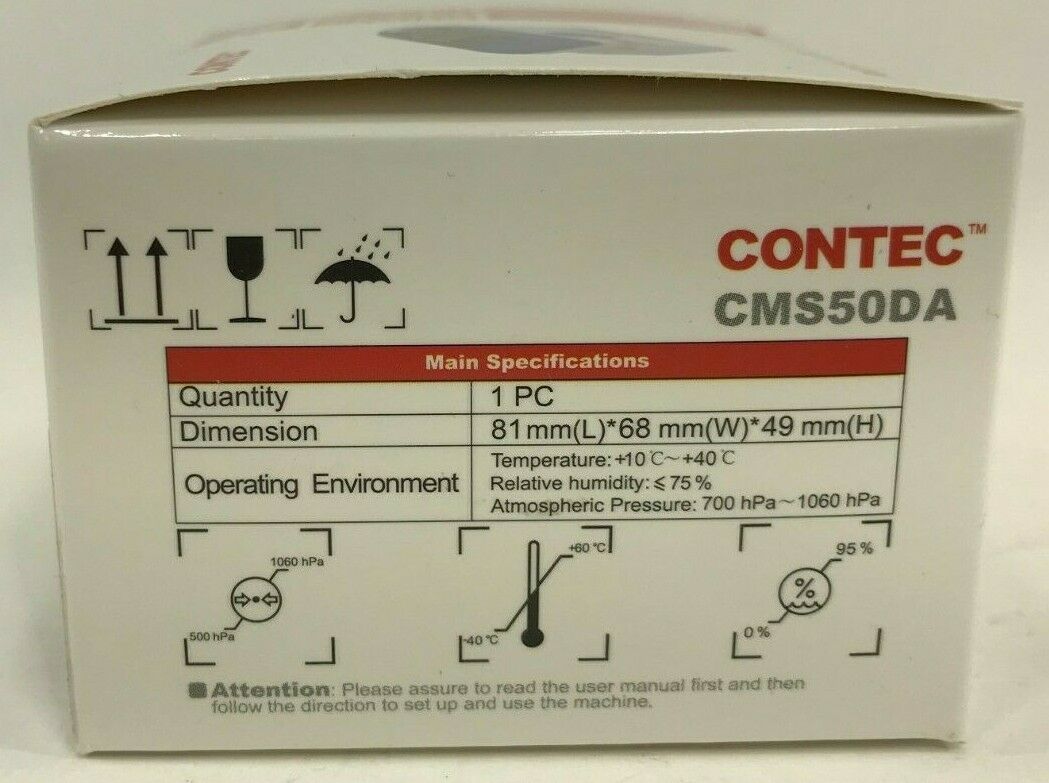 CONTEC
CONTEC™
CMS50DA
Main Specifications
Quantity 1 PC
Dimension 81mm(L)*68 mm(W)*49 mm(H)
Operating Environment Temperature:+10℃~+40℃
Relative humidity:≤75%
Atmospheric Pressure: 700 hPa~1060 hPa
1060 hPa
500 hPa
+60℃
-40℃
%
95%
0%
Attention: Please assure to read the user manual first and then
follow the direction to set up and use the machine.